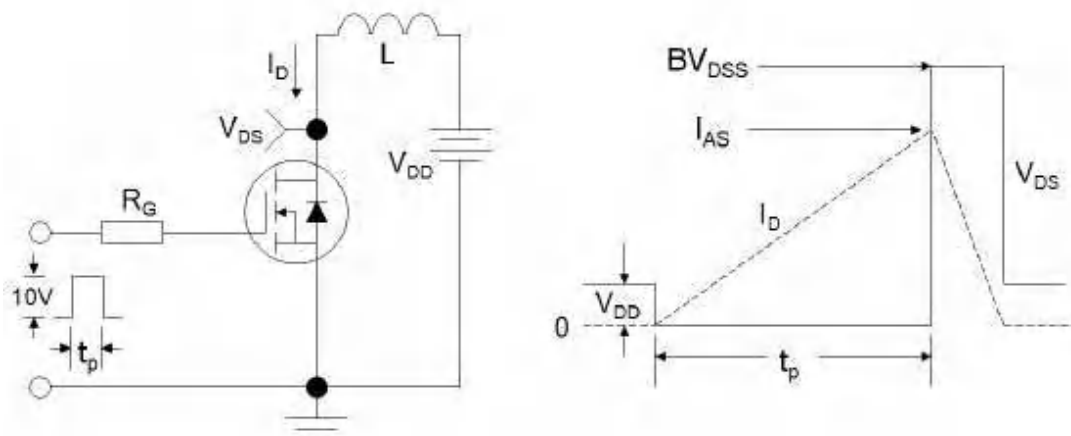 L
I_D
V_DS
V_DD
R_G
10V
t_p
BV_DSS
I_AS
V_DS
I_D
V_DD
0
t_p